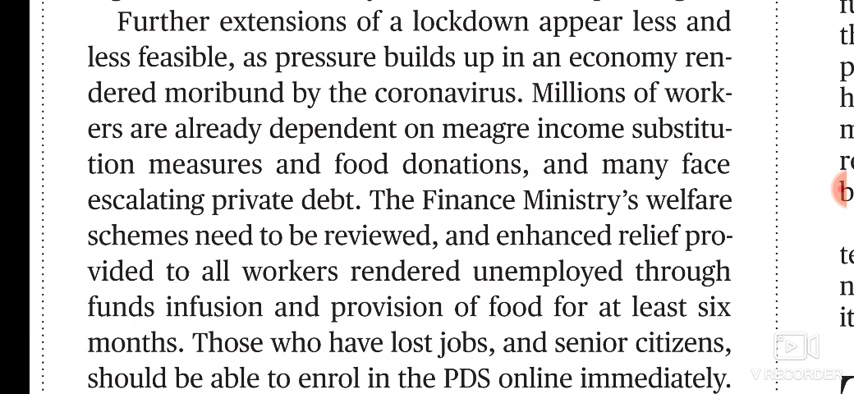 Further extensions of a lockdown appear less and
less feasible, as pressure builds up in an economy ren-
dered moribund by the coronavirus. Millions of work-
ers are already dependent on meagre income substitu-
tion measures and food donations, and many face
escalating private debt. The Finance Ministry’s welfare
schemes need to be reviewed, and enhanced relief pro-
vided to all workers rendered unemployed through
funds infusion and provision of food for at least six
months. Those who have lost jobs, and senior citizens,
should be able to enrol in the PDS online immediately.
V RECORDER